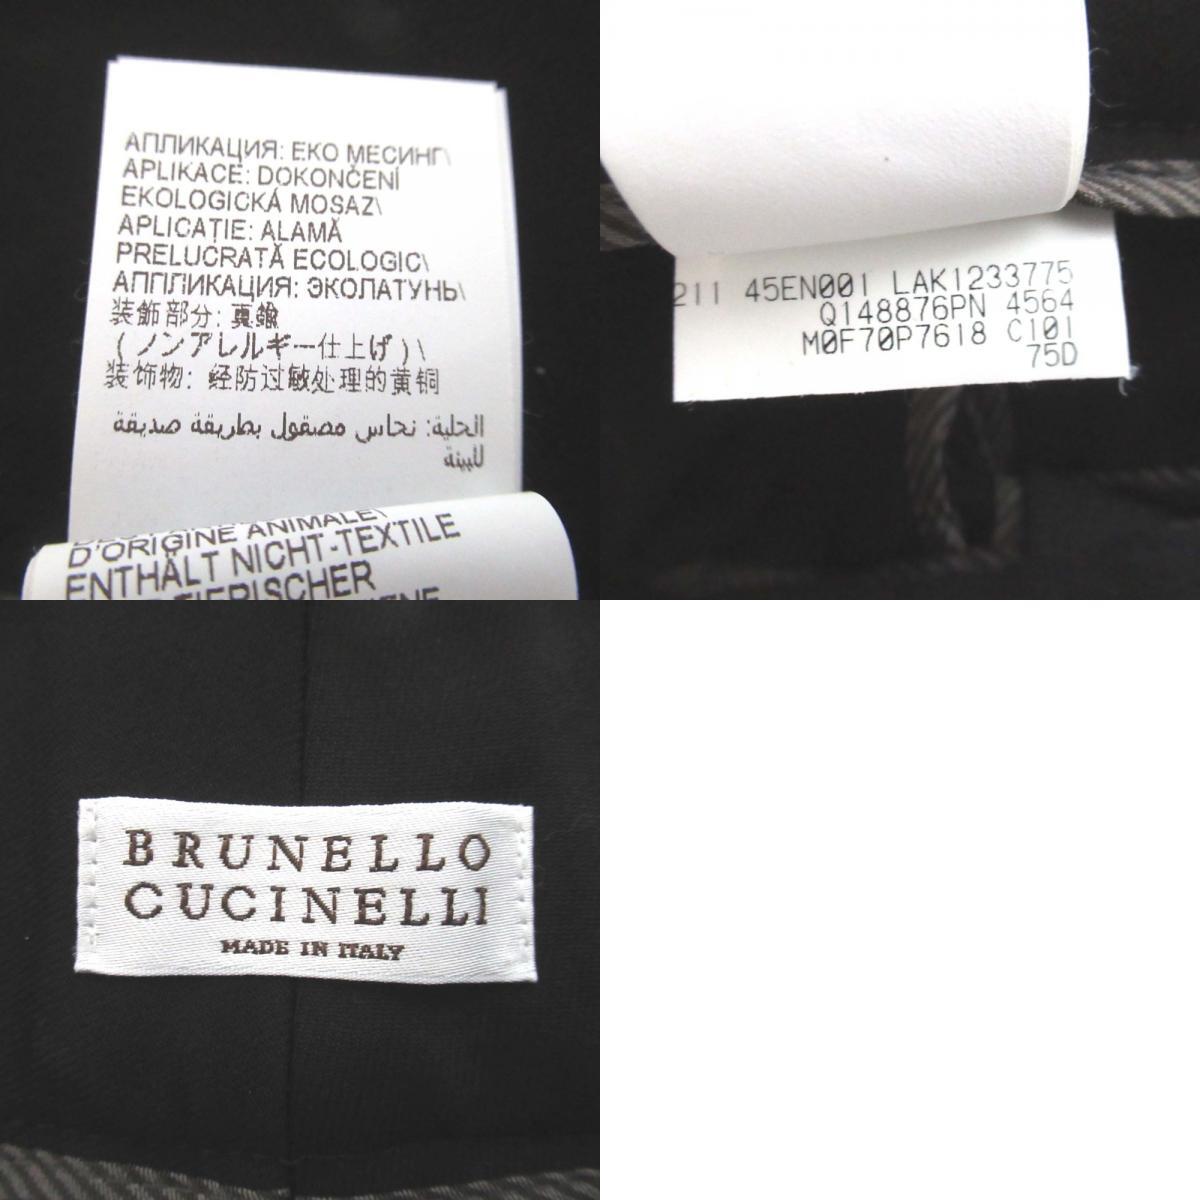 АПЛИКАЦИЯ: ЕКО МЕСИНГ\
APLIKACE: DOKONČENÍ
EKOLOGICKÁ MOSAZ\
APLICAȚIE: ALAMĂ
PRELUCRATĂ ECOLOGIC\
АППЛИКАЦИЯ: ЭКОЛАТУНЬ\
装飾部分: 真鍮
(ノンアレルギー仕上げ)\
装饰物: 经防过敏处理的黄铜
الحلية: نحاس مصقول بطريقة صديقة
للبيئة
D'ORIGINE ANIMALE\
ENTHÄLT NICHT-TEXTILE
TIERISCHER
211 45EN001 LAK1233775
Q148876PN 4564
M0F70P7618 C101
75D
BRUNELLO
CUCINELLI
MADE IN ITALY